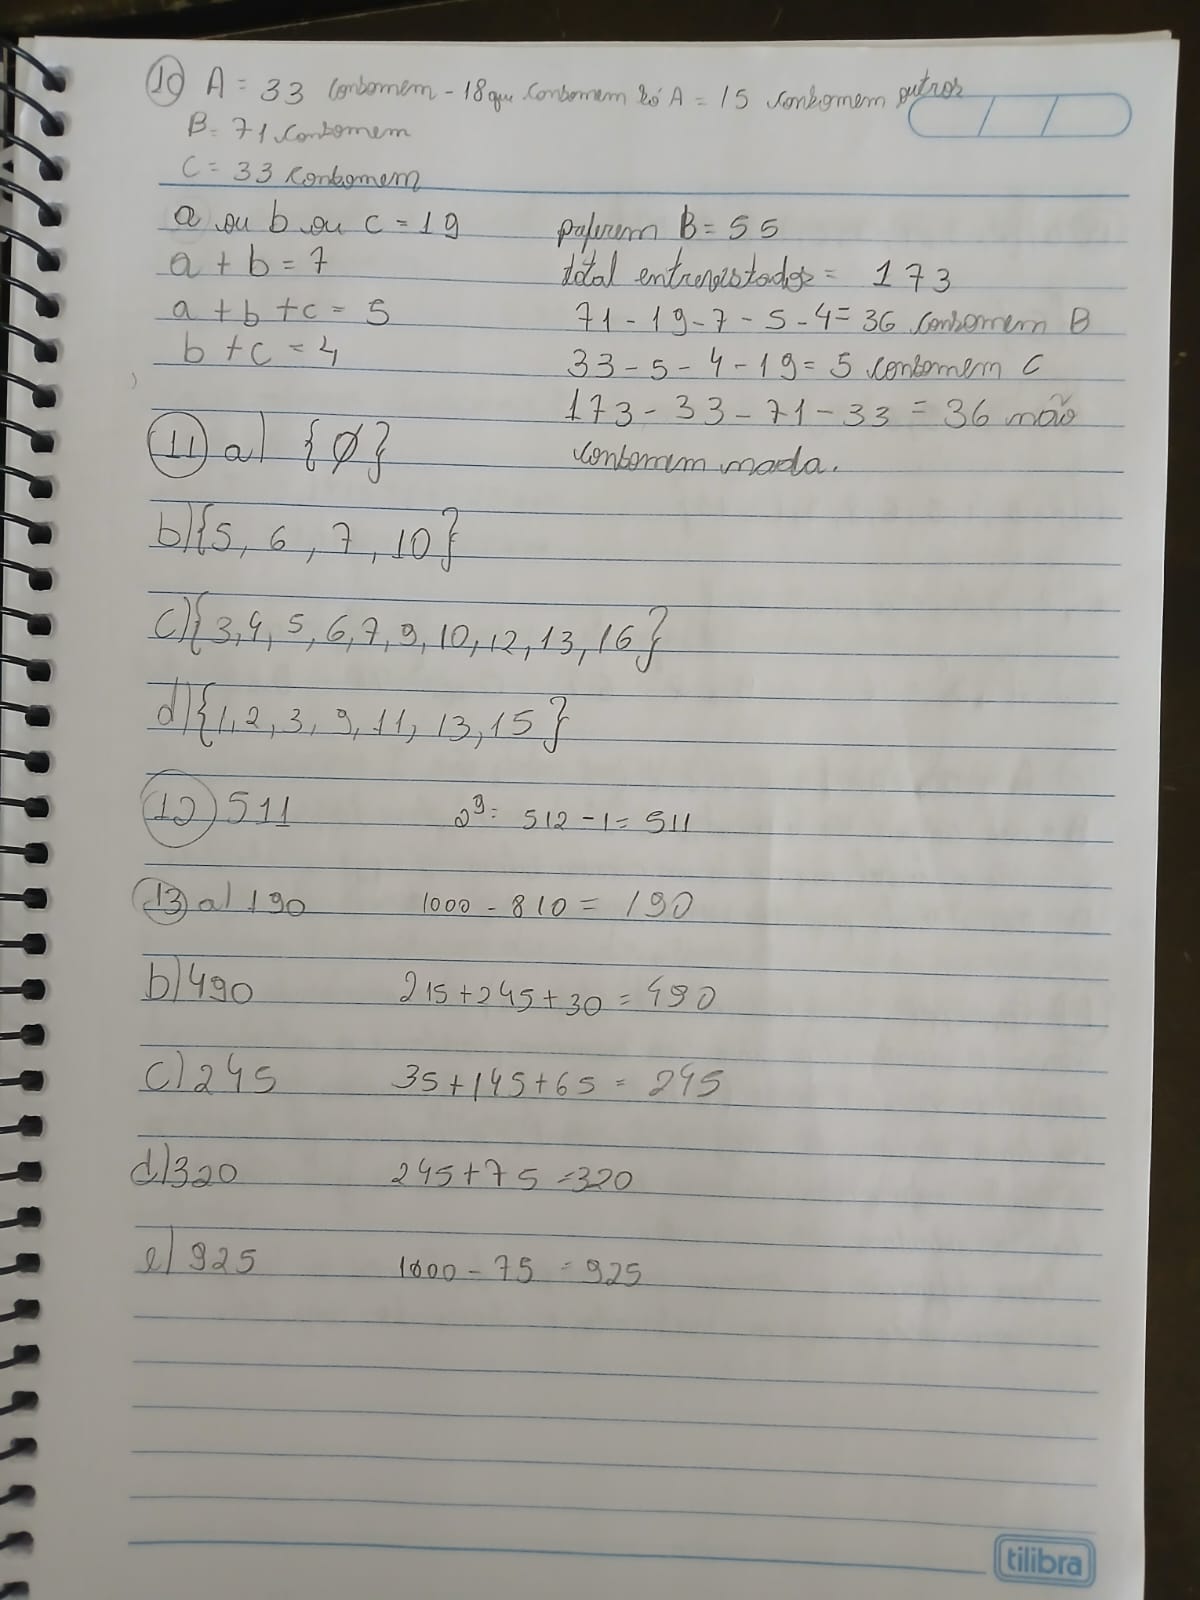 10) A = 33 consomem - 18 que consomem só A = 15 consomem outros
B = 71 consomem
C = 33 consomem
a ou b ou c = 19
a + b = 7
a + b + c = 5
b + c = 4
preferem B = 55
total entrevistados = 173
71 - 19 - 7 - 5 - 4 = 36 consomem B
33 - 5 - 4 - 19 = 5 consomem C
173 - 33 - 71 - 33 = 36 não
consomem nada.
11) a) {Ø}
b) {5, 6, 7, 10}
c) {3, 4, 5, 6, 7, 9, 10, 12, 13, 16}
d) {1, 2, 3, 9, 11, 13, 15}
12) 511 2⁹ = 512 - 1 = 511
13) a) 190 1000 - 810 = 190
b) 490 215 + 245 + 30 = 490
c) 245 35 + 145 + 65 = 245
d) 320 245 + 75 = 320
e) 925 1000 - 75 = 925
tilibra